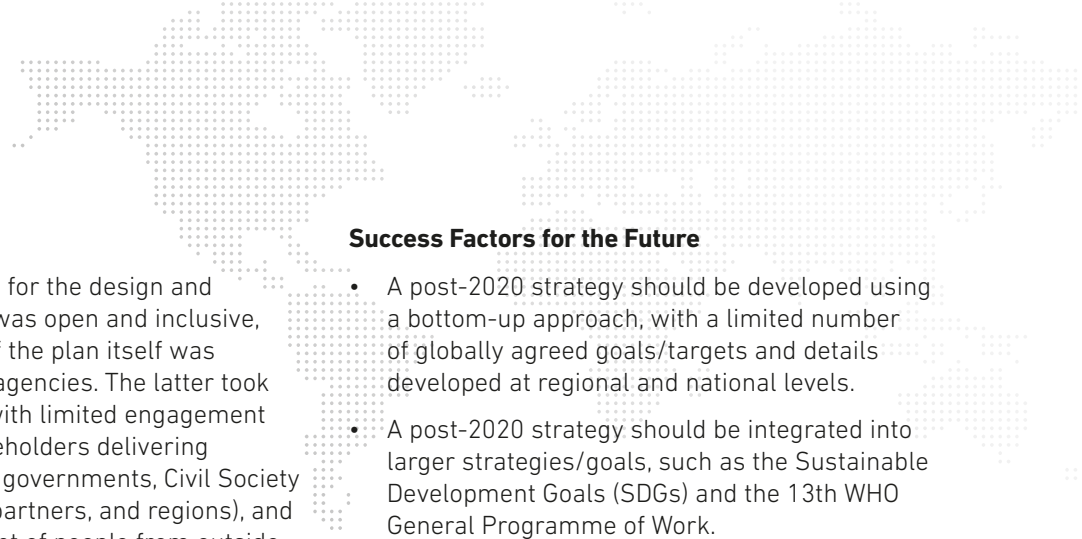 for the design and
was open and inclusive,
the plan itself was
agencies. The latter took
with limited engagement
eholders delivering
governments, Civil Society
partners, and regions), and
of people from outside
Success Factors for the Future
• A post-2020 strategy should be developed using
a bottom-up approach, with a limited number
of globally agreed goals/targets and details
developed at regional and national levels.
• A post-2020 strategy should be integrated into
larger strategies/goals, such as the Sustainable
Development Goals (SDGs) and the 13th WHO
General Programme of Work.